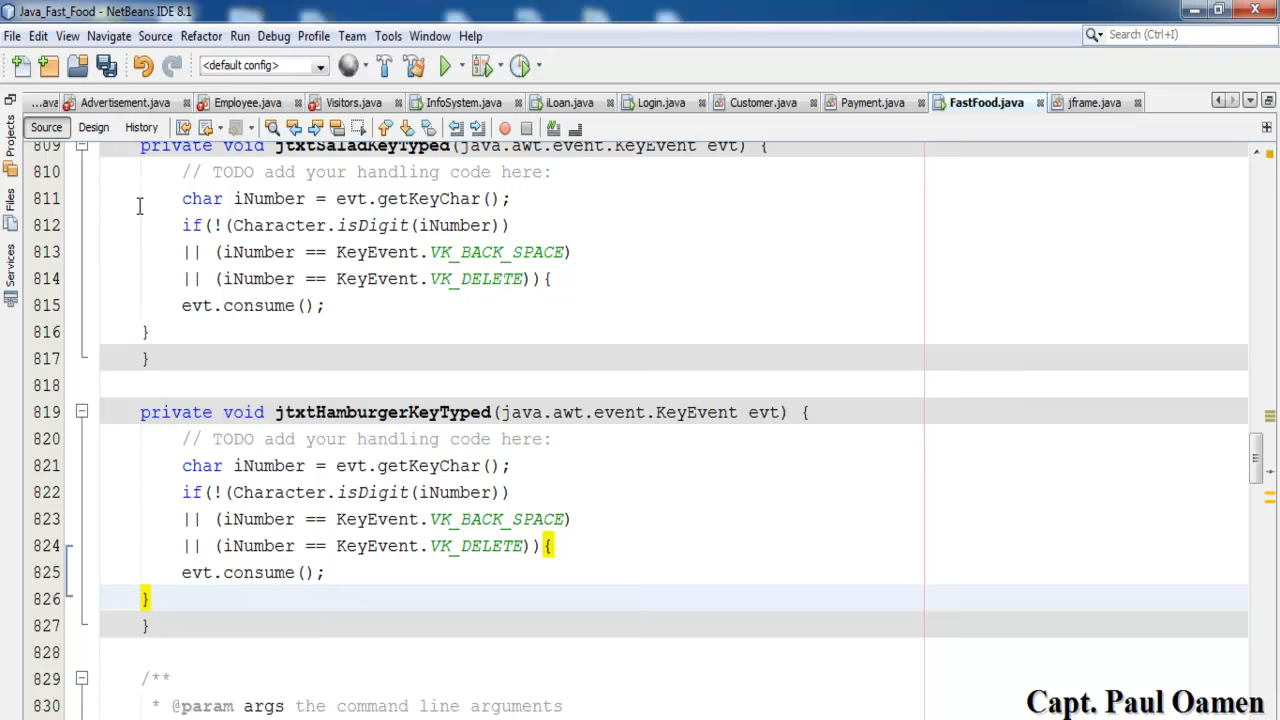 Java_Fast_Food - NetBeans IDE 8.1
File Edit View Navigate Source Refactor Run Debug Profile Team Tools Window Help
Search (Ctrl+I)
<default config>
...ava Advertisement.java Employee.java Visitors.java InfoSystem.java iLoan.java Login.java Customer.java Payment.java FastFood.java jframe.java
Source Design History
Projects
Files
Services
809 private void jtxtSaladKeyTyped(java.awt.event.KeyEvent evt) {
810 // TODO add your handling code here:
811 char iNumber = evt.getKeyChar();
812 if(!(Character.isDigit(iNumber))
813 || (iNumber == KeyEvent.VK_BACK_SPACE)
814 || (iNumber == KeyEvent.VK_DELETE)){
815 evt.consume();
816 }
817 }
818
819 private void jtxtHamburgerKeyTyped(java.awt.event.KeyEvent evt) {
820 // TODO add your handling code here:
821 char iNumber = evt.getKeyChar();
822 if(!(Character.isDigit(iNumber))
823 || (iNumber == KeyEvent.VK_BACK_SPACE)
824 || (iNumber == KeyEvent.VK_DELETE)){
825 evt.consume();
826 }
827 }
828
829 /**
830 * @param args the command line arguments
Capt. Paul Oamen